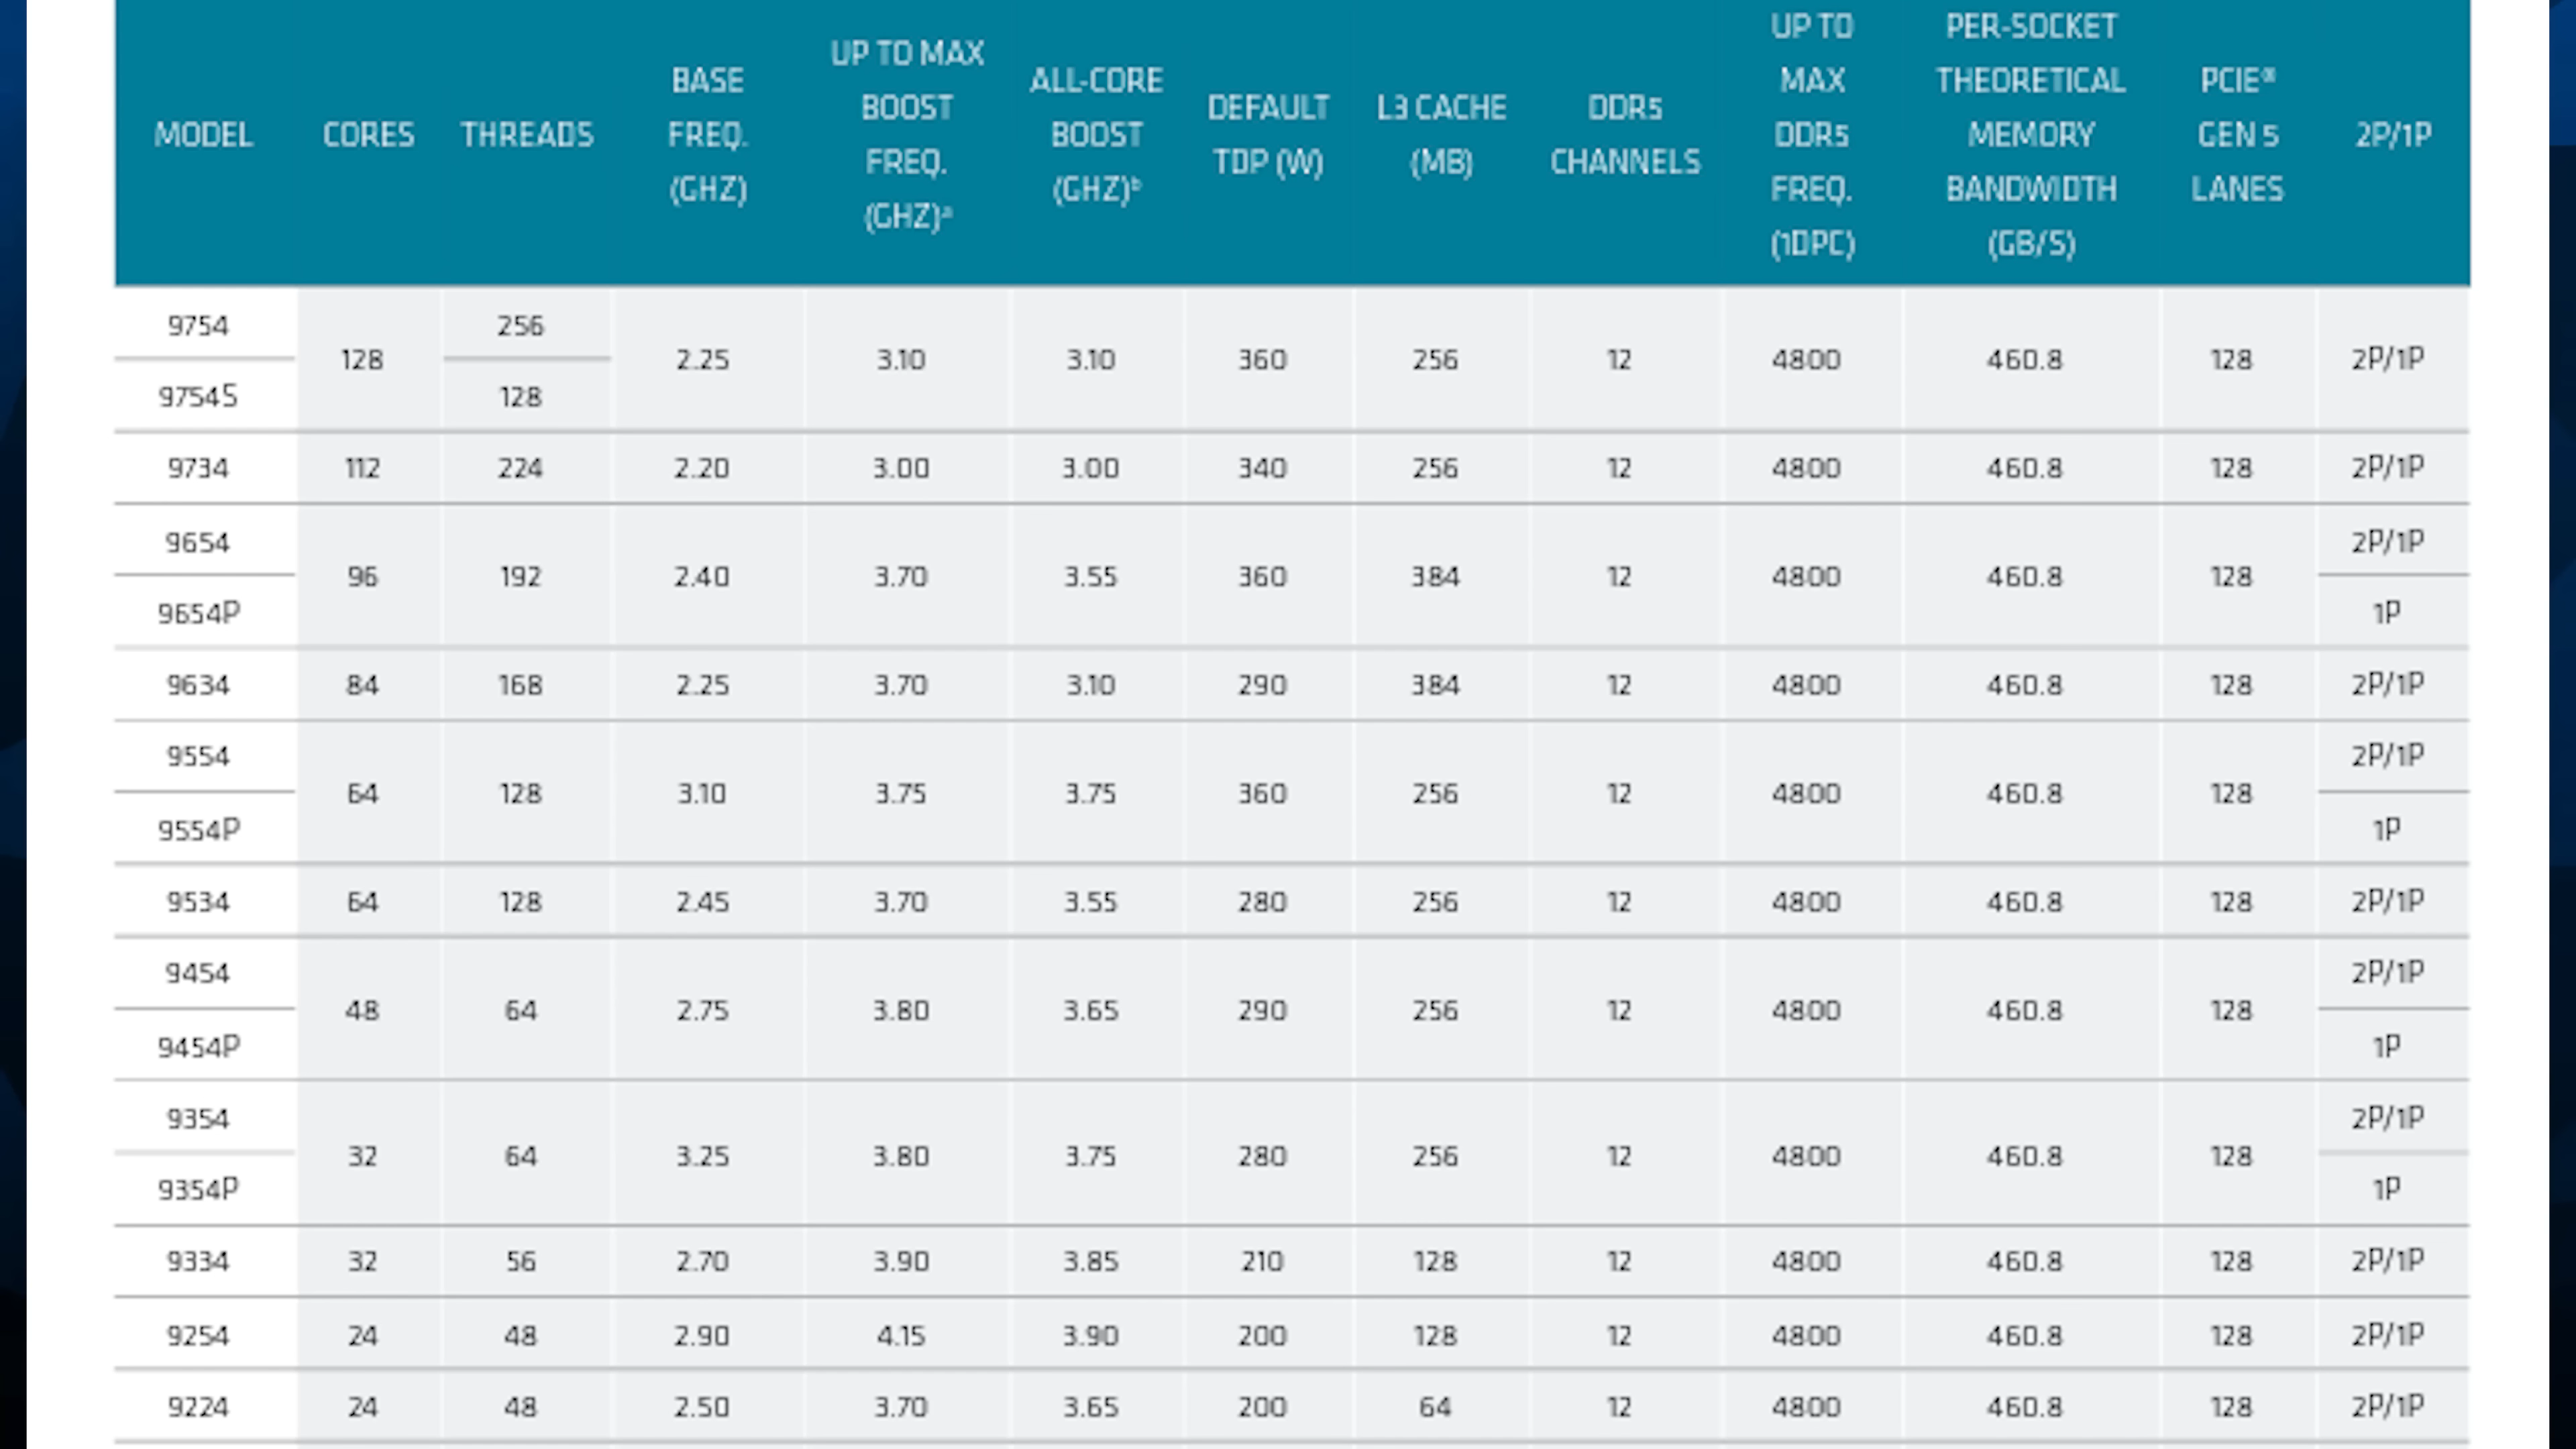 MODEL CORES THREADS BASE FREQ. (GHZ) UP TO MAX BOOST FREQ. (GHZ)ᵃ ALL-CORE BOOST (GHZ)ᵇ DEFAULT TDP (W) L3 CACHE (MB) DDR5 CHANNELS UP TO MAX DDR5 FREQ. (1DPC) PER-SOCKET THEORETICAL MEMORY BANDWIDTH (GB/S) PCIE® GEN 5 LANES 2P/1P
9754 256
128 2.25 3.10 3.10 360 256 12 4800 460.8 128 2P/1P
9754S 128
9734 112 224 2.20 3.00 3.00 340 256 12 4800 460.8 128 2P/1P
9654 2P/1P
96 192 2.40 3.70 3.55 360 384 12 4800 460.8 128
9654P 1P
9634 84 168 2.25 3.70 3.10 290 384 12 4800 460.8 128 2P/1P
9554 2P/1P
64 128 3.10 3.75 3.75 360 256 12 4800 460.8 128
9554P 1P
9534 64 128 2.45 3.70 3.55 280 256 12 4800 460.8 128 2P/1P
9454 2P/1P
48 64 2.75 3.80 3.65 290 256 12 4800 460.8 128
9454P 1P
9354 2P/1P
32 64 3.25 3.80 3.75 280 256 12 4800 460.8 128
9354P 1P
9334 32 56 2.70 3.90 3.85 210 128 12 4800 460.8 128 2P/1P
9254 24 48 2.90 4.15 3.90 200 128 12 4800 460.8 128 2P/1P
9224 24 48 2.50 3.70 3.65 200 64 12 4800 460.8 128 2P/1P